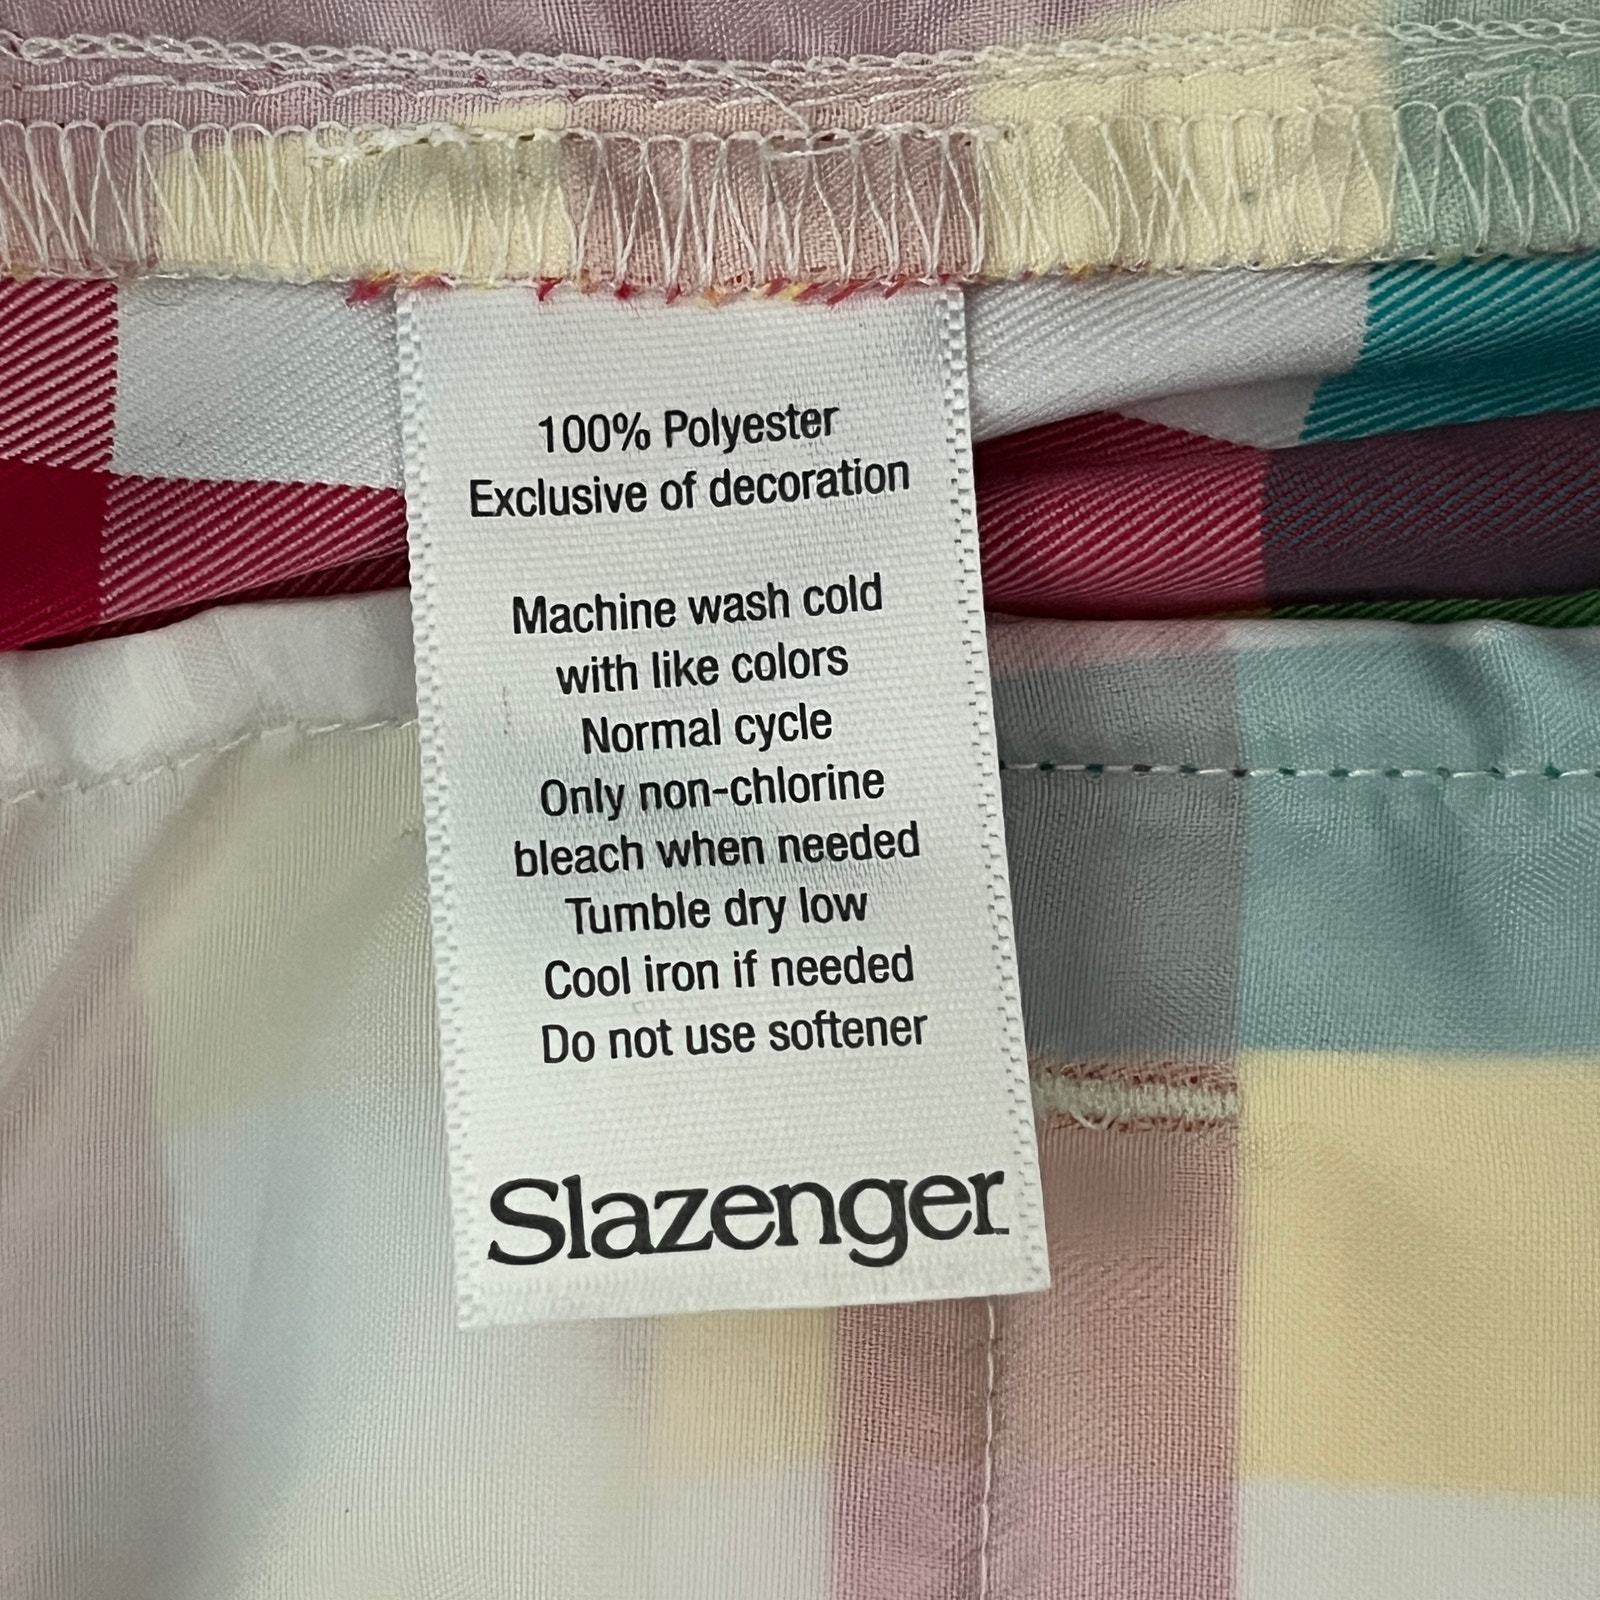 100% Polyester
Exclusive of decoration
Machine wash cold
with like colors
Normal cycle
Only non-chlorine
bleach when needed
Tumble dry low
Cool iron if needed
Do not use softener
Slazenger